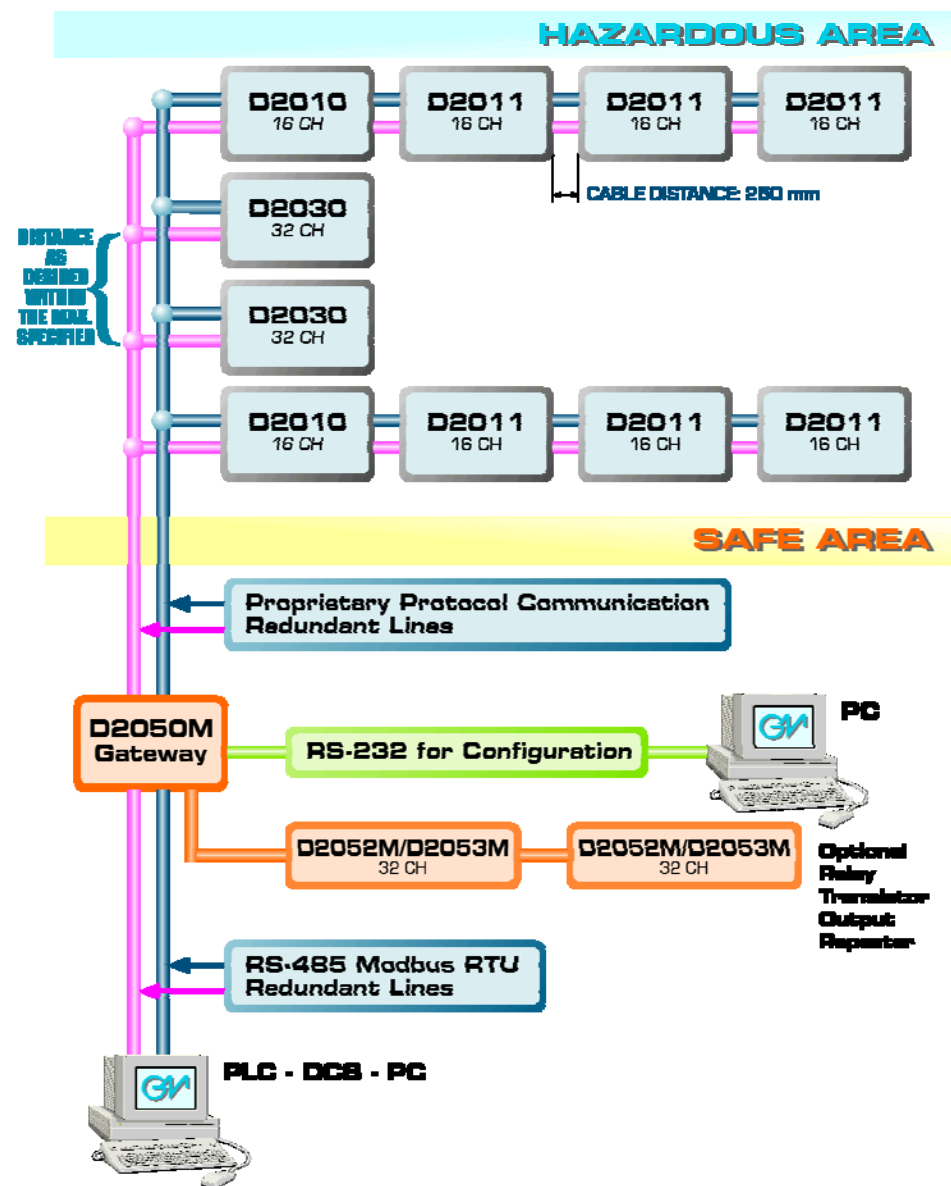 HAZARDOUS AREA
D2010
16 CH
D2011
16 CH
D2011
16 CH
D2011
16 CH
CABLE DISTANCE: 250 mm
D2030
32 CH
DISTANCE
AS
DESIRED
WITHIN
THE MAX.
SPECIFIED
D2030
32 CH
D2010
16 CH
D2011
16 CH
D2011
16 CH
D2011
16 CH
SAFE AREA
Proprietary Protocol Communication
Redundant Lines
D2050M
Gateway
RS-232 for Configuration
GM
PC
D2052M/D2053M
32 CH
D2052M/D2053M
32 CH
Optional
Relay
Transistor
Output
Repeater
RS-485 Modbus RTU
Redundant Lines
GM
PLC - DCS - PC